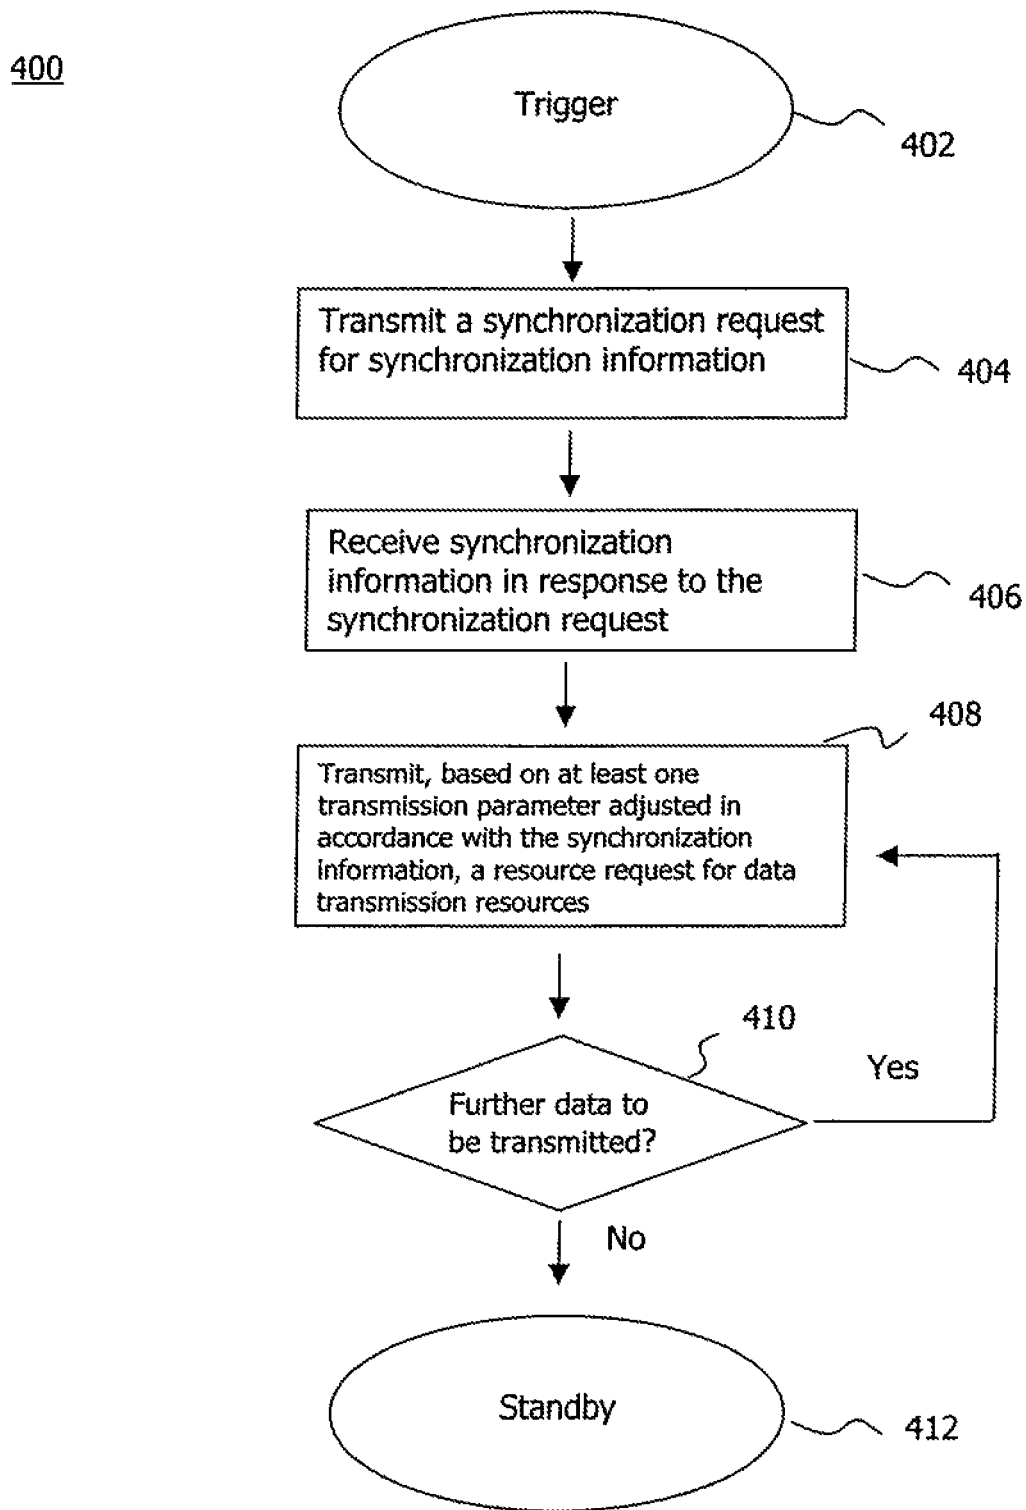 400
Trigger
402
Transmit a synchronization request
for synchronization information
404
Receive synchronization
information in response to the
synchronization request
406
408
Transmit, based on at least one
transmission parameter adjusted in
accordance with the synchronization
information, a resource request for data
transmission resources
410
Yes
Further data to
be transmitted?
No
Standby
412